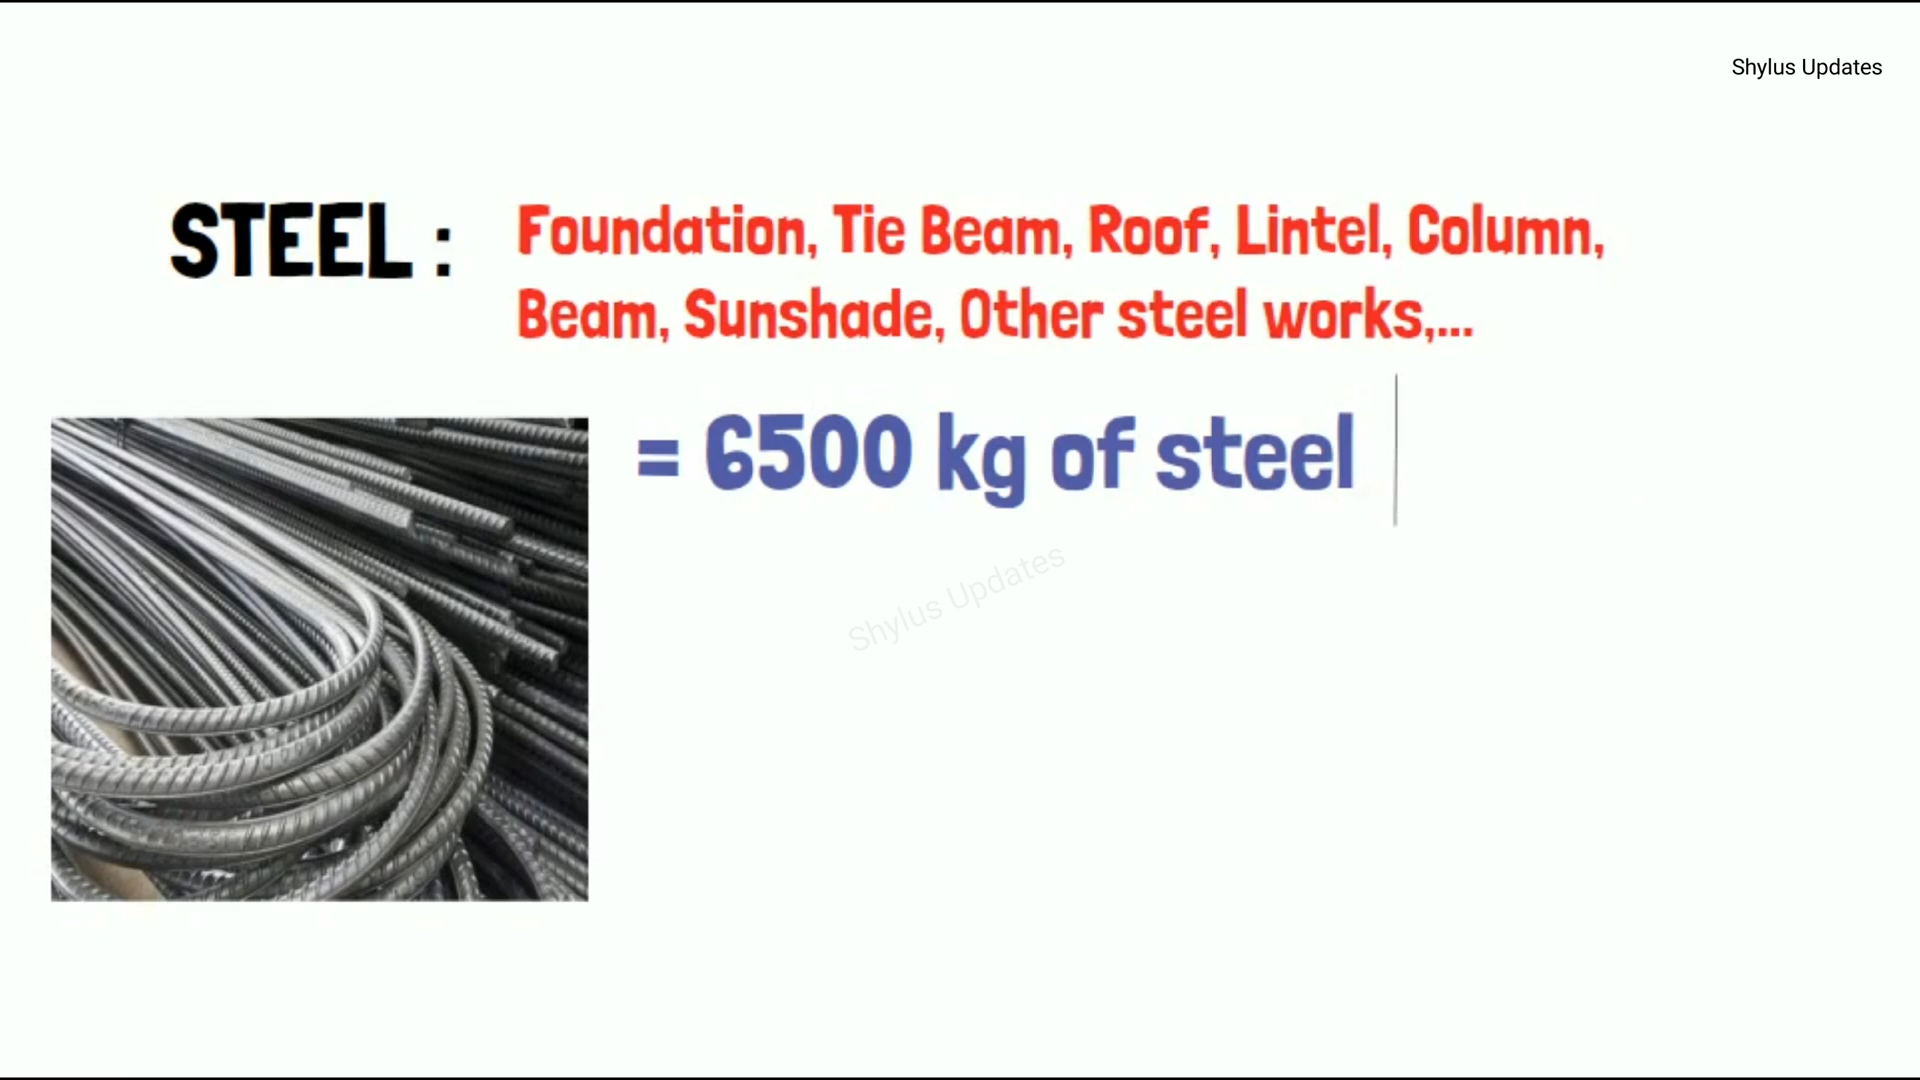 Shylus Updates
STEEL : Foundation, Tie Beam, Roof, Lintel, Column,
Beam, Sunshade, Other steel works,...
= 6500 kg of steel
Shylus Updates